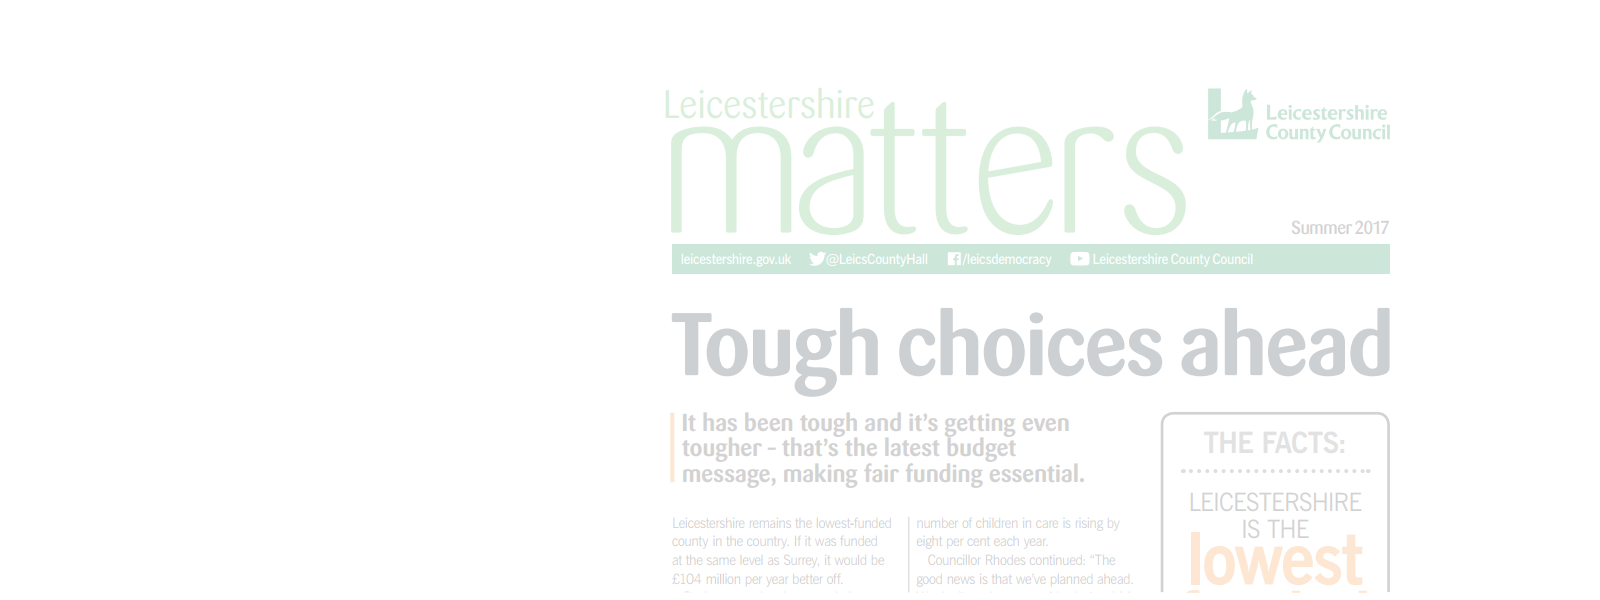 Leicestershire
matters
Leicestershire
County Council
Summer 2017
leicestershire.gov.uk @LeicsCountyHall /leicsdemocracy Leicestershire County Council
Tough choices ahead
It has been tough and it's getting even
tougher - that's the latest budget
message, making fair funding essential.
Leicestershire remains the lowest-funded
county in the country. If it was funded
at the same level as Surrey, it would be
£104 million per year better off.
number of children in care is rising by
eight per cent each year.
Councillor Rhodes continued: "The
good news is that we've planned ahead.
THE FACTS:
LEICESTERSHIRE
IS THE
lowest